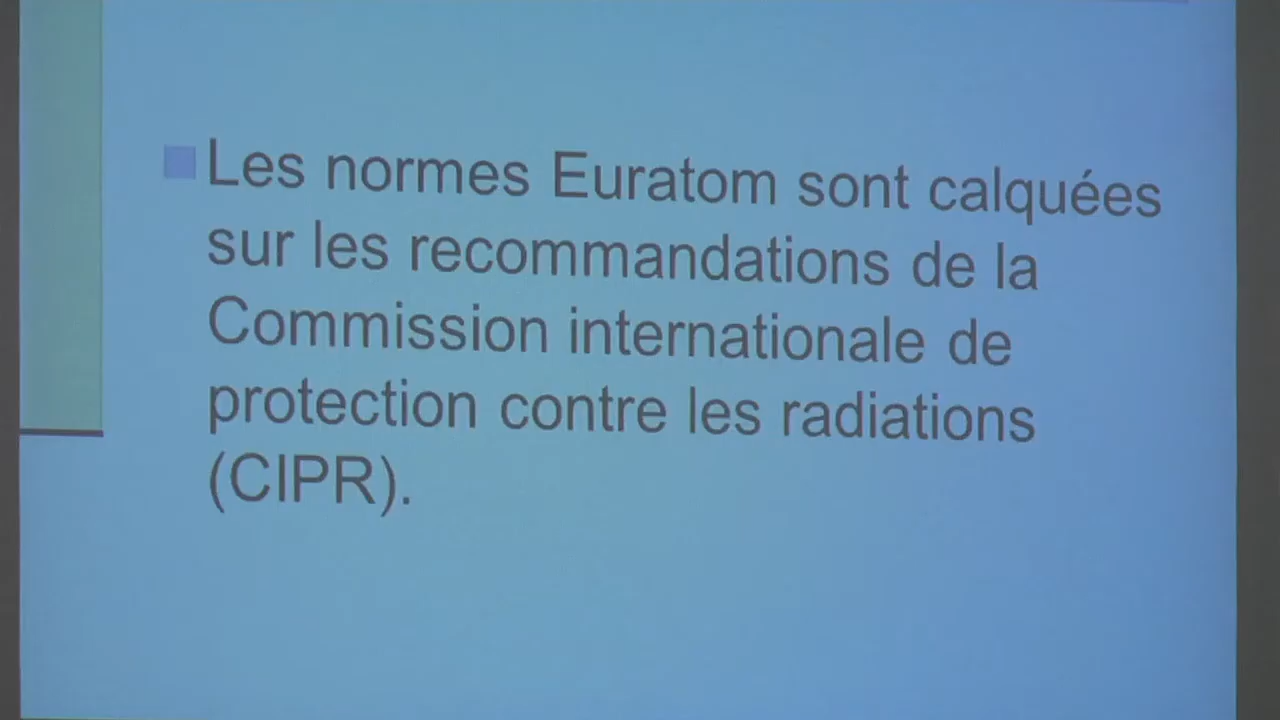 Les normes Euratom sont calquées
sur les recommandations de la
Commission internationale de
protection contre les radiations
(CIPR).